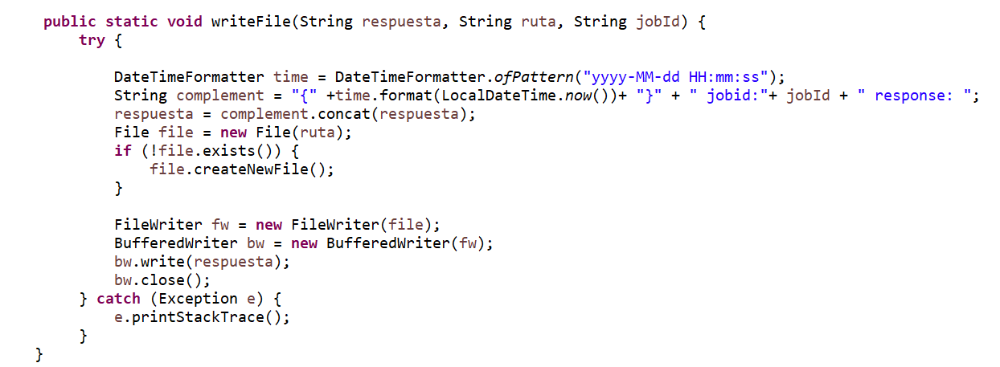 public static void writeFile(String respuesta, String ruta, String jobId) {
try {
DateTimeFormatter time = DateTimeFormatter.ofPattern("yyyy-MM-dd HH:mm:ss");
String complement = "{" +time.format(LocalDateTime.now())+ "}" + " jobid:"+ jobId + " response: ";
respuesta = complement.concat(respuesta);
File file = new File(ruta);
if (!file.exists()) {
file.createNewFile();
}
FileWriter fw = new FileWriter(file);
BufferedWriter bw = new BufferedWriter(fw);
bw.write(respuesta);
bw.close();
} catch (Exception e) {
e.printStackTrace();
}
}